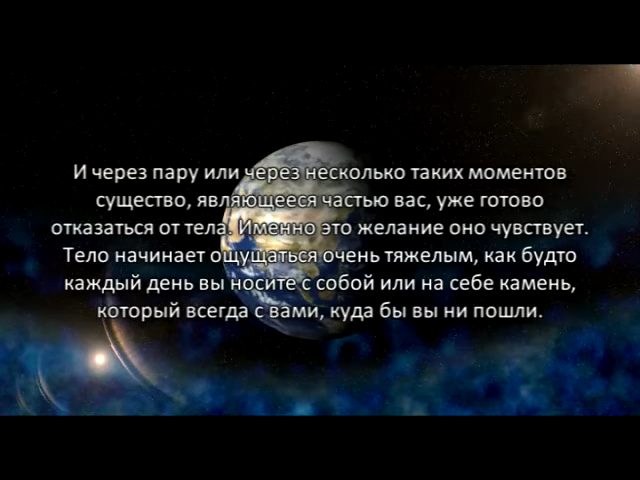 И через пару или через несколько таких моментов
существо, являющееся частью вас, уже готово
отказаться от тела. Именно это желание оно чувствует.
Тело начинает ощущаться очень тяжелым, как будто
каждый день вы носите с собой или на себе камень,
который всегда с вами, куда бы вы ни пошли.